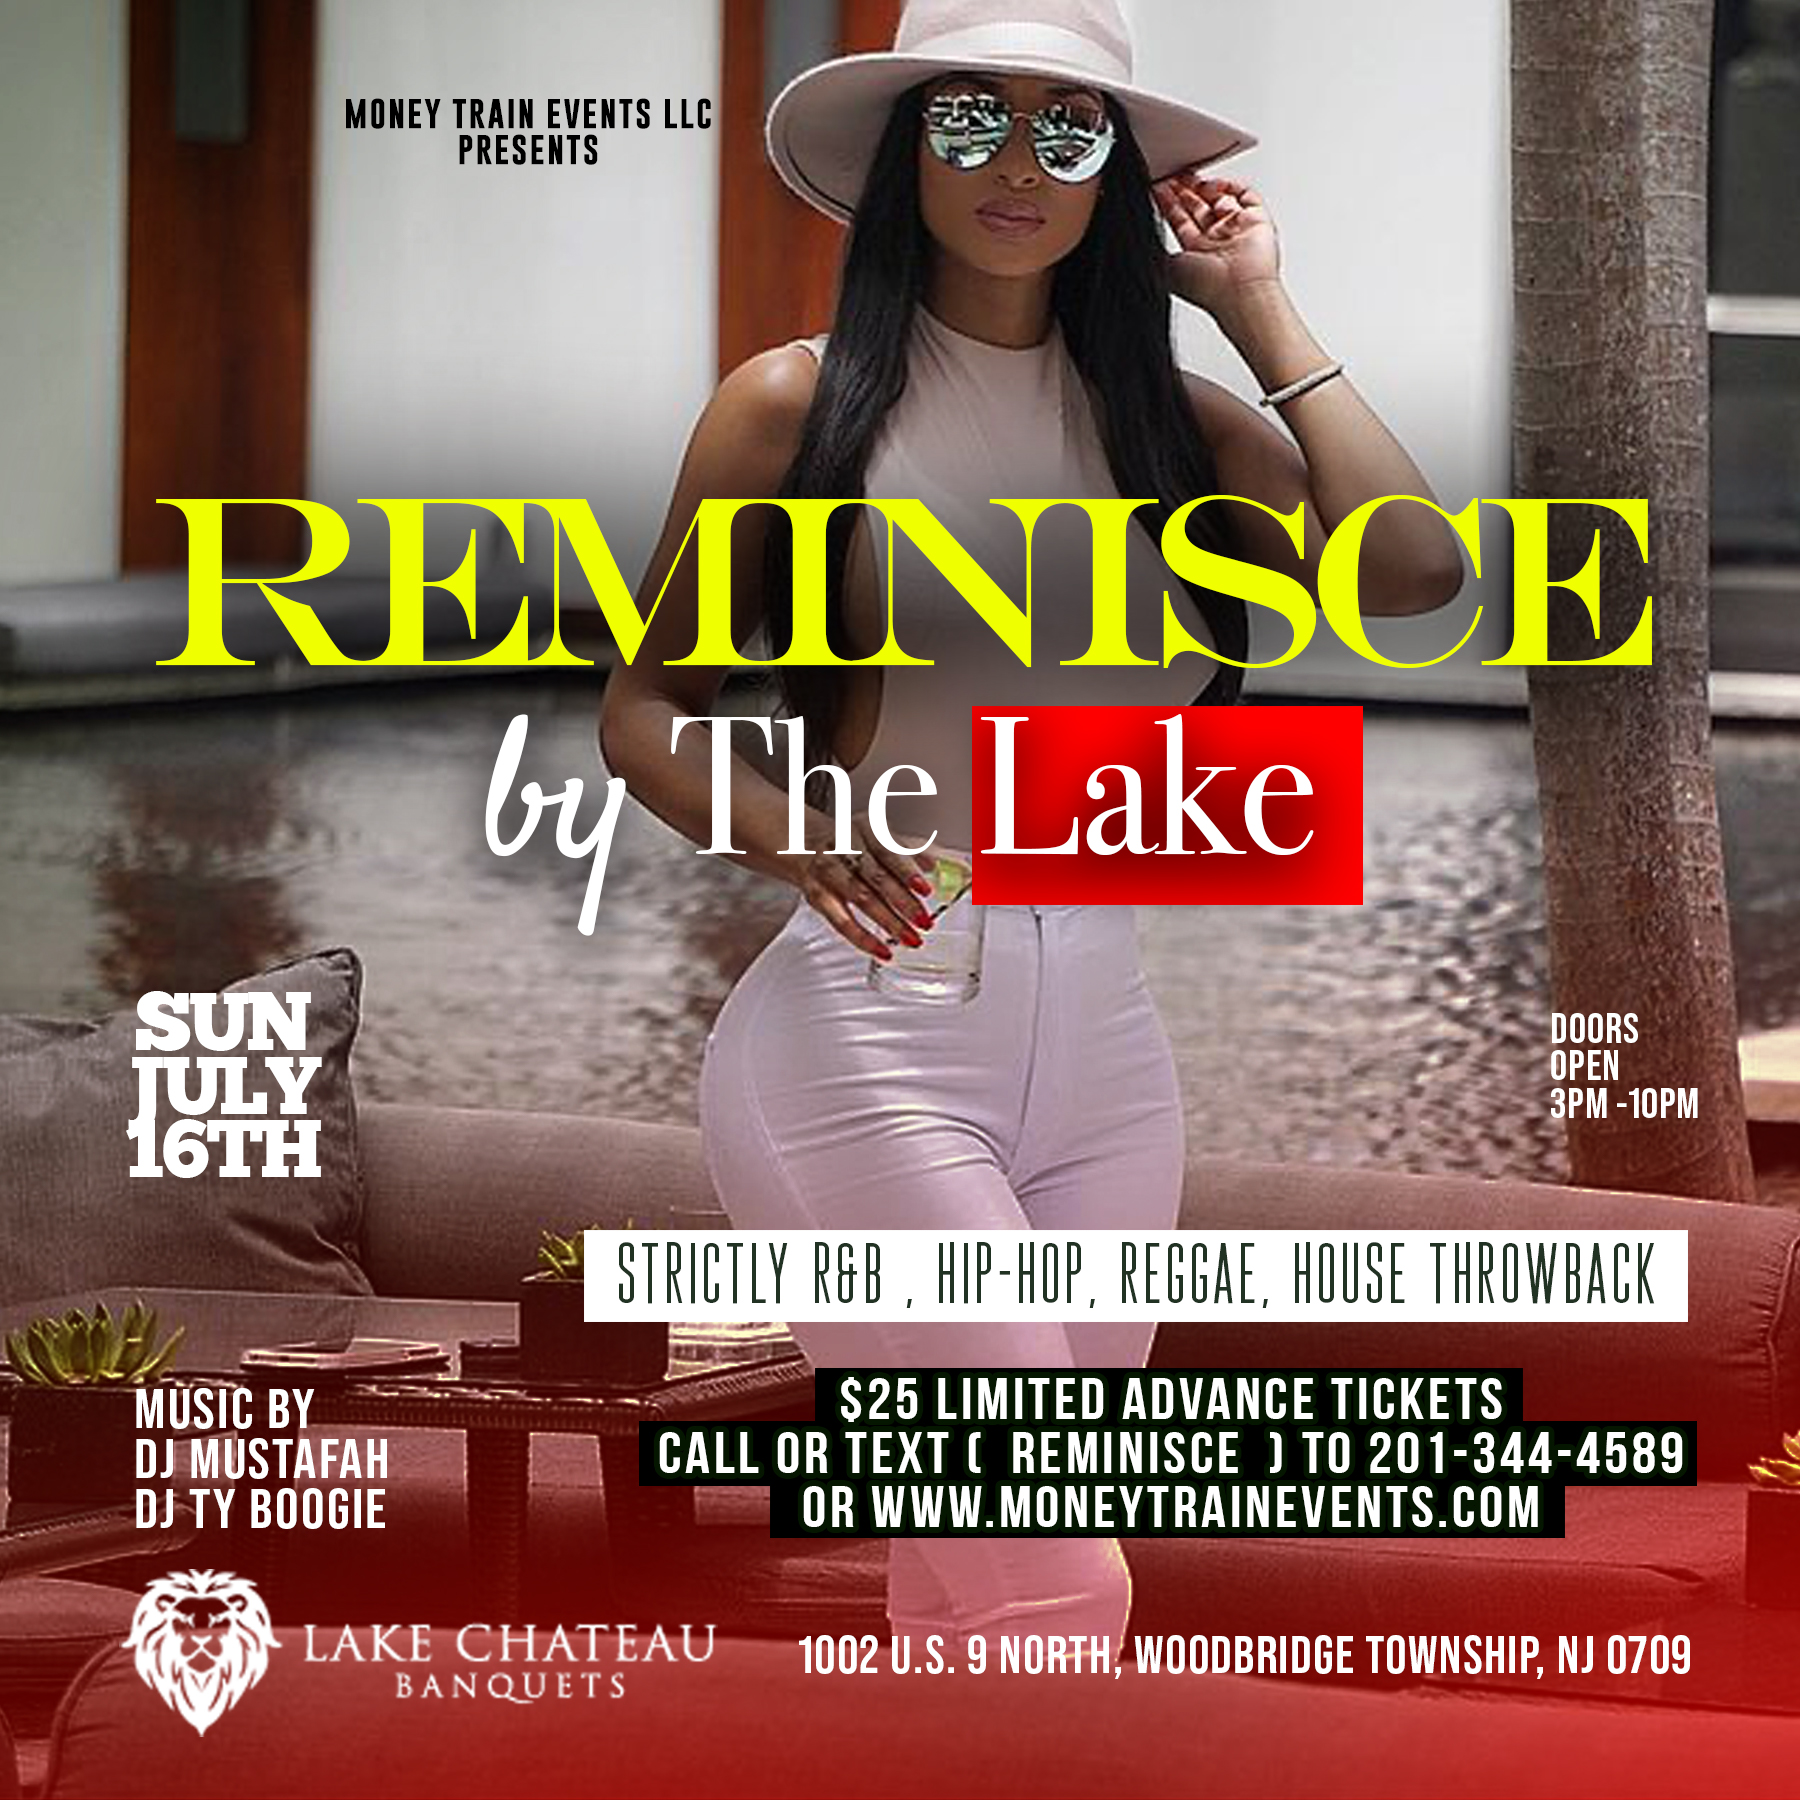 MONEY TRAIN EVENTS LLC
PRESENTS
REMINISCE
by The Lake
SUN
JULY
16TH
DOORS
OPEN
3PM -10PM
STRICTLY R&B , HIP-HOP, REGGAE, HOUSE THROWBACK
MUSIC BY
DJ MUSTAFAH
DJ TY BOOGIE
$25 LIMITED ADVANCE TICKETS
CALL OR TEXT ( REMINISCE ) TO 201-344-4589
OR WWW.MONEYTRAINEVENTS.COM
LAKE CHATEAU
BANQUETS
1002 U.S. 9 NORTH, WOODBRIDGE TOWNSHIP, NJ 0709